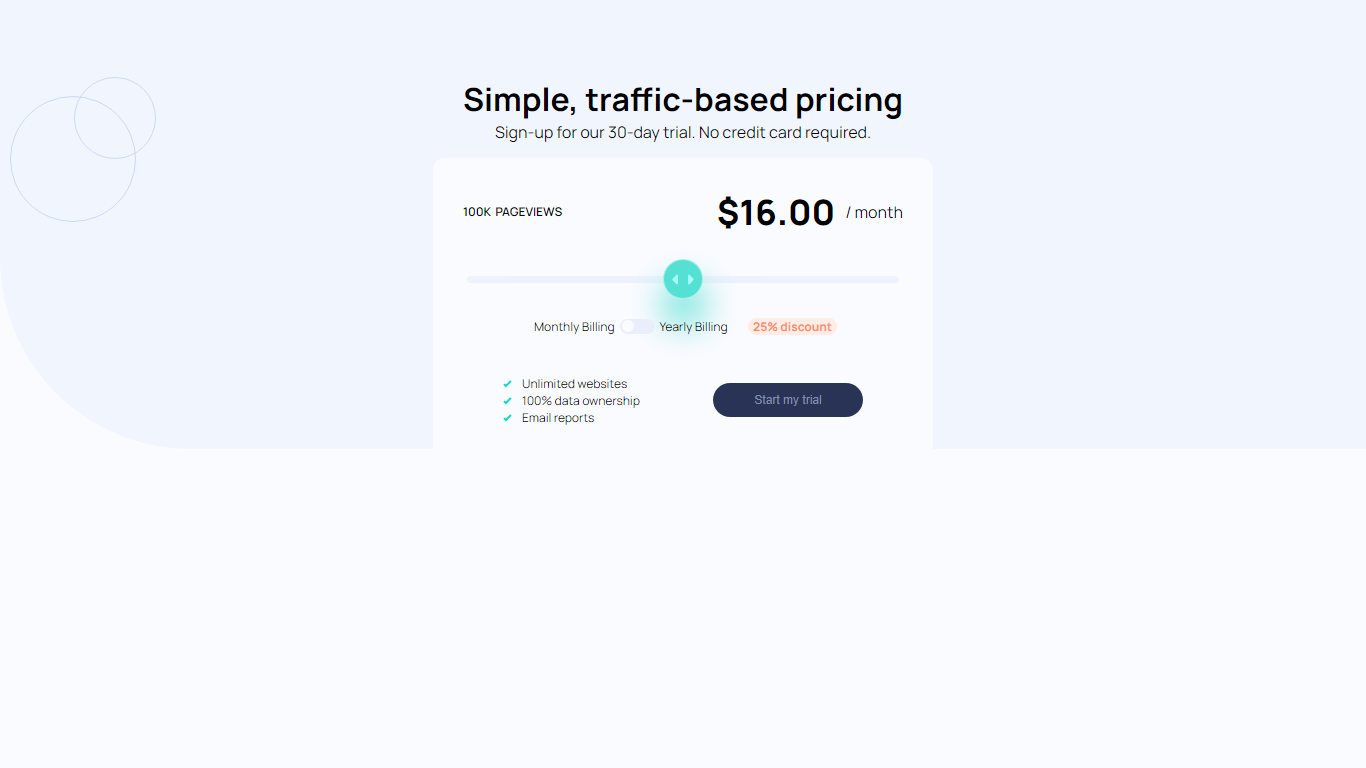 Simple, traffic-based pricing
Sign-up for our 30-day trial. No credit card required.
100K PAGEVIEWS $16.00 / month
Monthly Billing Yearly Billing 25% discount
Unlimited websites
100% data ownership
Email reports
Start my trial